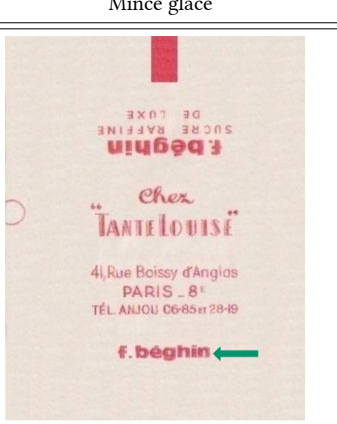 Mince glacé
SUCRE RAFFINE
DE LUXE
f. béghin
Chez
"TANTE LOUISE"
41, Rue Boissy d'Anglas
PARIS _ 8E
TÉL. ANJOU 06-85 ET 28-19
f. béghin